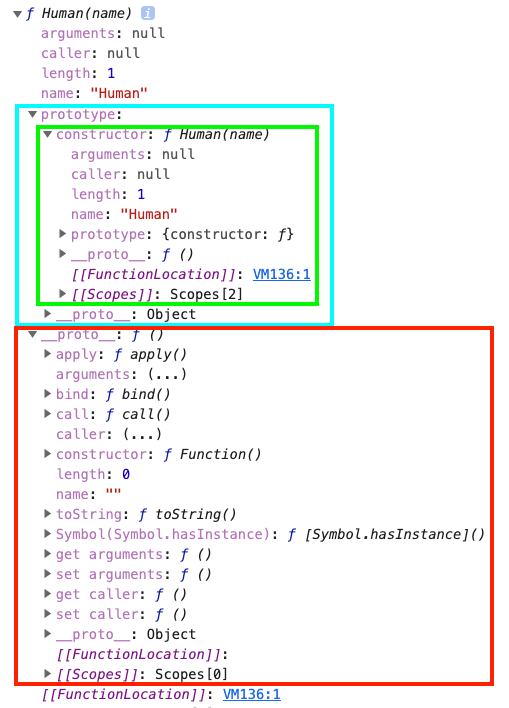 ƒ Human(name) i
arguments: null
caller: null
length: 1
name: "Human"
prototype:
constructor: ƒ Human(name)
arguments: null
caller: null
length: 1
name: "Human"
prototype: {constructor: ƒ}
__proto__: ƒ ()
[[FunctionLocation]]: VM136:1
[[Scopes]]: Scopes[2]
__proto__: Object
__proto__: ƒ ()
apply: ƒ apply()
arguments: (...)
bind: ƒ bind()
call: ƒ call()
caller: (...)
constructor: ƒ Function()
length: 0
name: ""
toString: ƒ toString()
Symbol(Symbol.hasInstance): ƒ [Symbol.hasInstance]()
get arguments: ƒ ()
set arguments: ƒ ()
get caller: ƒ ()
set caller: ƒ ()
__proto__: Object
[[FunctionLocation]]:
[[Scopes]]: Scopes[0]
[[FunctionLocation]]: VM136:1